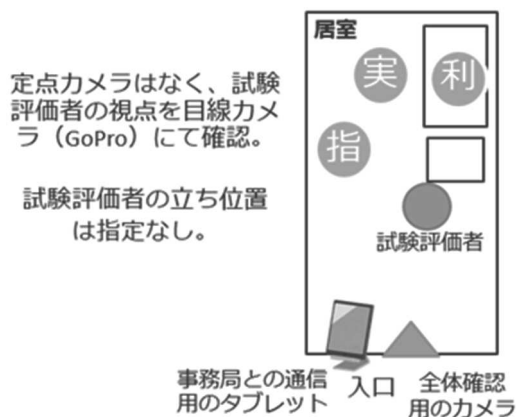 居室
実
利
指
定点カメラはなく、試験
評価者の視点を目線カメ
ラ（GoPro）にて確認。
試験評価者の立ち位置
は指定なし。
試験評価者
事務局との通信
用のタブレット
入口
全体確認
用のカメラ